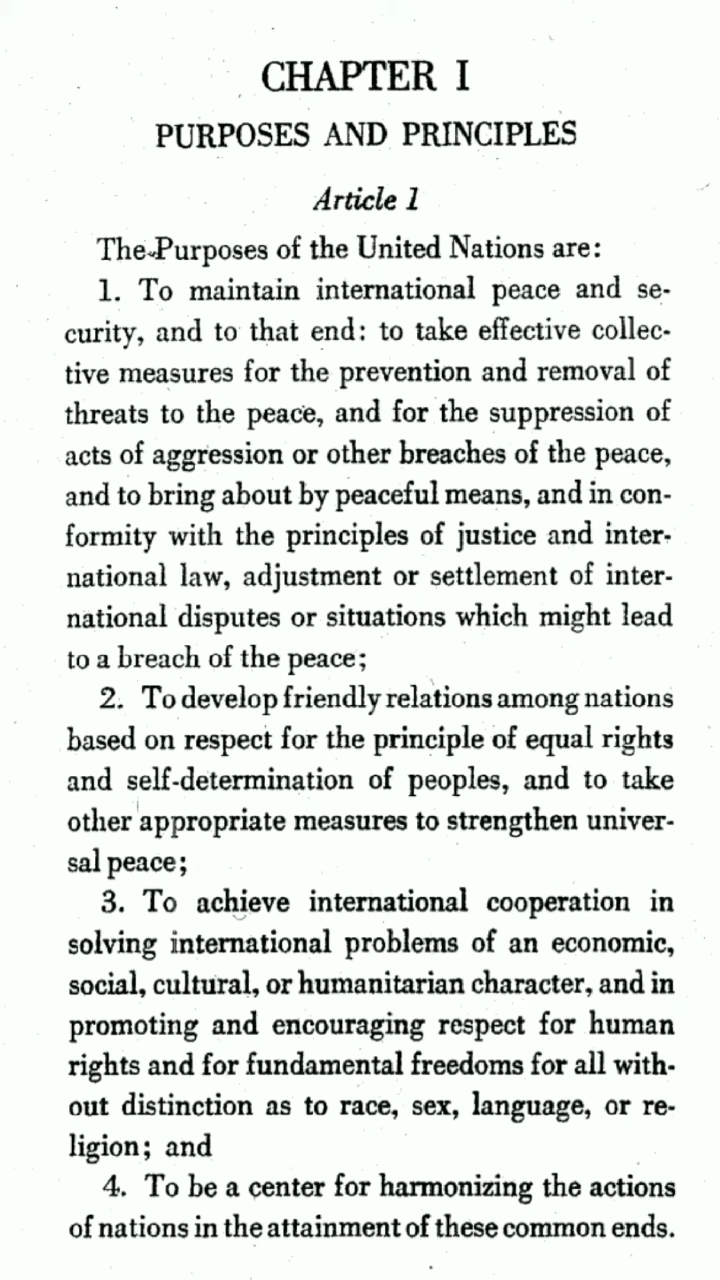 CHAPTER I
PURPOSES AND PRINCIPLES
Article 1
The Purposes of the United Nations are:
1. To maintain international peace and se-
curity, and to that end: to take effective collec-
tive measures for the prevention and removal of
threats to the peace, and for the suppression of
acts of aggression or other breaches of the peace,
and to bring about by peaceful means, and in con-
formity with the principles of justice and inter-
national law, adjustment or settlement of inter-
national disputes or situations which might lead
to a breach of the peace;
2. To develop friendly relations among nations
based on respect for the principle of equal rights
and self-determination of peoples, and to take
other appropriate measures to strengthen univer-
sal peace;
3. To achieve international cooperation in
solving international problems of an economic,
social, cultural, or humanitarian character, and in
promoting and encouraging respect for human
rights and for fundamental freedoms for all with-
out distinction as to race, sex, language, or re-
ligion; and
4. To be a center for harmonizing the actions
of nations in the attainment of these common ends.